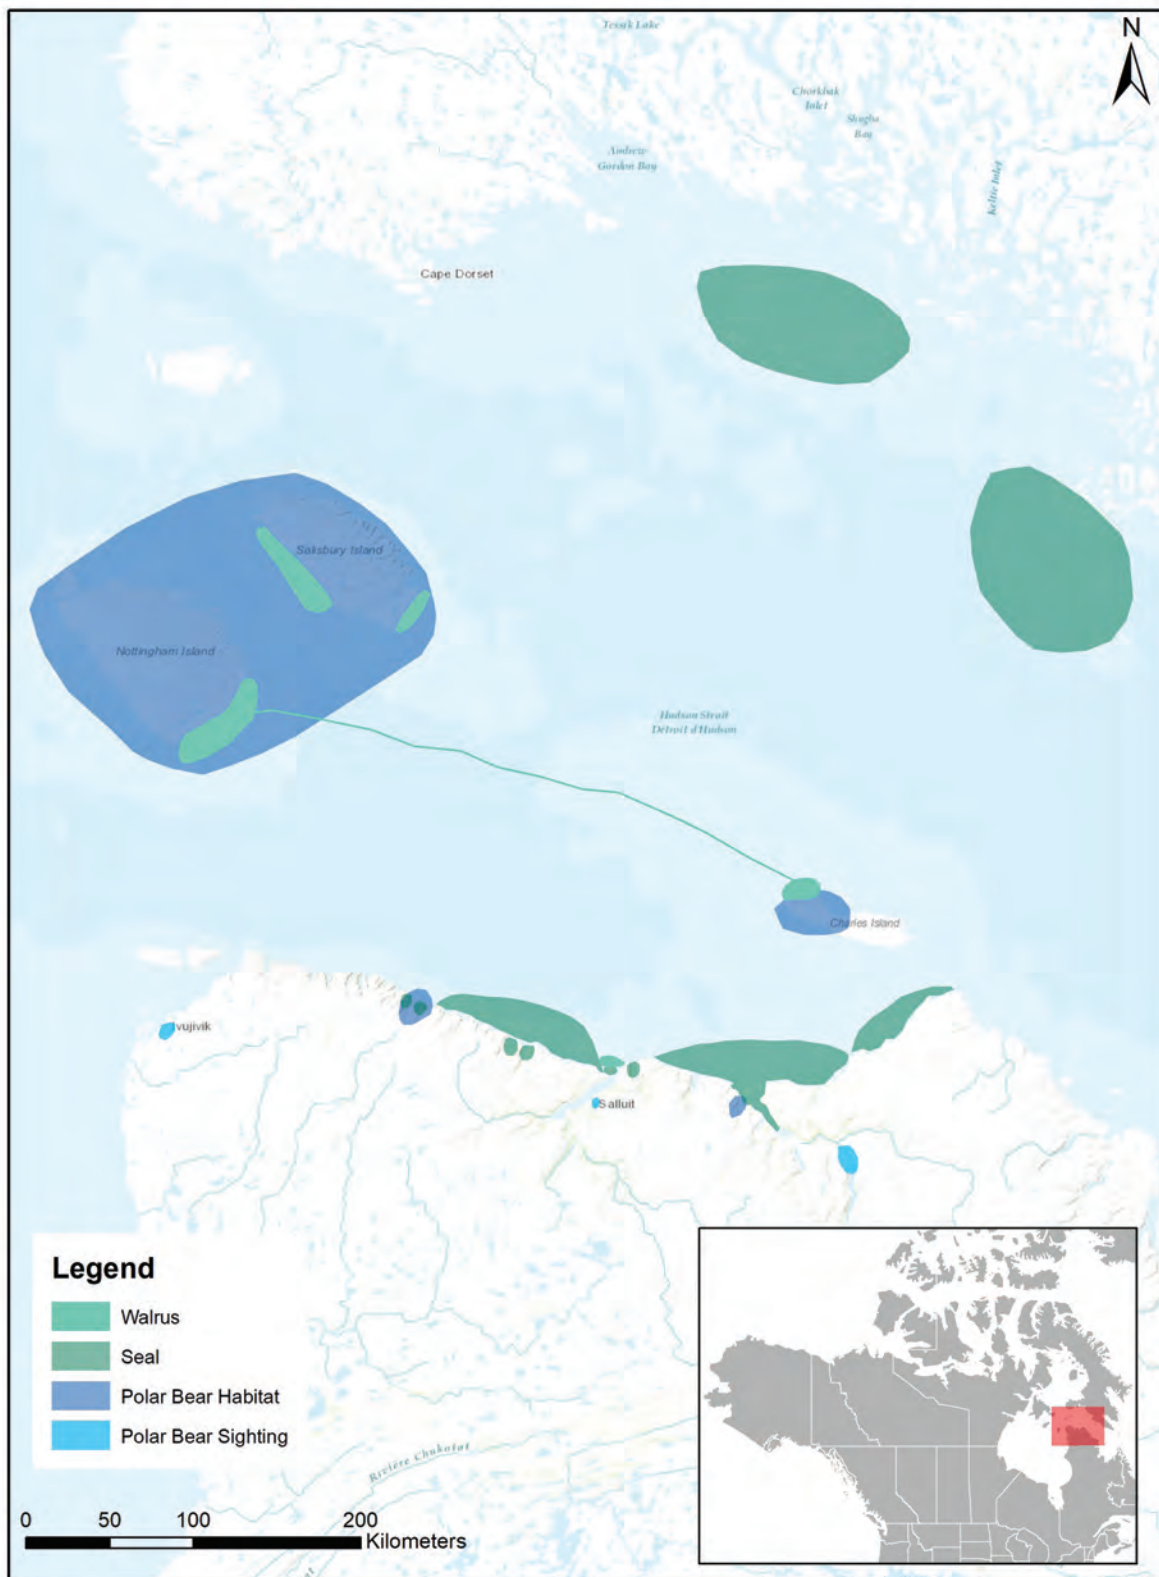 Tessik Lake
N
Chorkbak
Inlet
Shugba
Bay
Andrew
Gordon Bay
Keltie Inlet
Cape Dorset
Salisbury Island
Nottingham Island
Hudson Strait
Détroit d'Hudson
Charles Island
Ivujivik
Salluit
Legend
Walrus
Seal
Polar Bear Habitat
Polar Bear Sighting
Rivière Chukotat
0 50 100 200
Kilometers